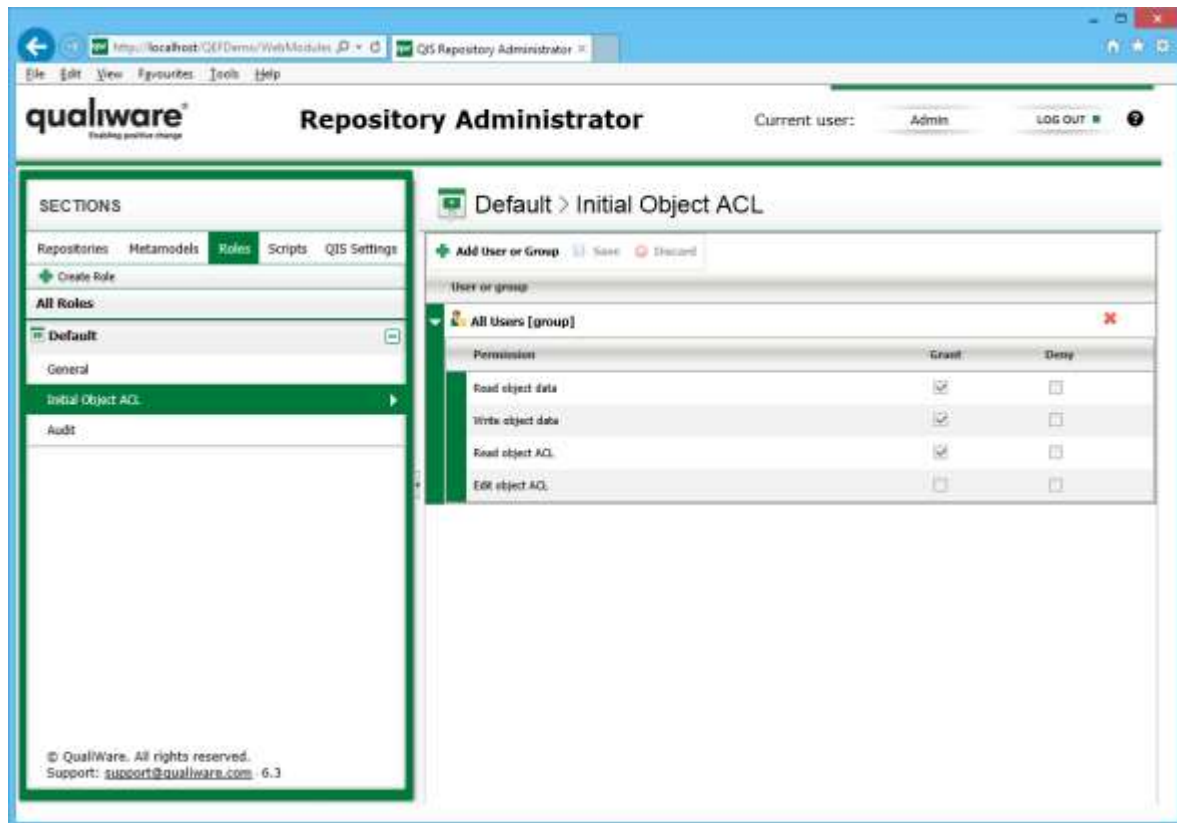 http://localhost/QEFDemo/WebModules
QIS Repository Administrator
File Edit View Favourites Tools Help
qualiware®
Enabling positive change
Repository Administrator
Current user:
Admin
LOG OUT
SECTIONS
Repositories Metamodels Roles Scripts QIS Settings
Create Role
All Roles
Default
General
Initial Object ACL
Audit
© QualiWare. All rights reserved.
Support: support@qualiware.com 6.3
Default > Initial Object ACL
Add User or Group Save Discard
User or group
All Users [group]
Permission Grant Deny
Read object data
Write object data
Read object ACL
Edit object ACL